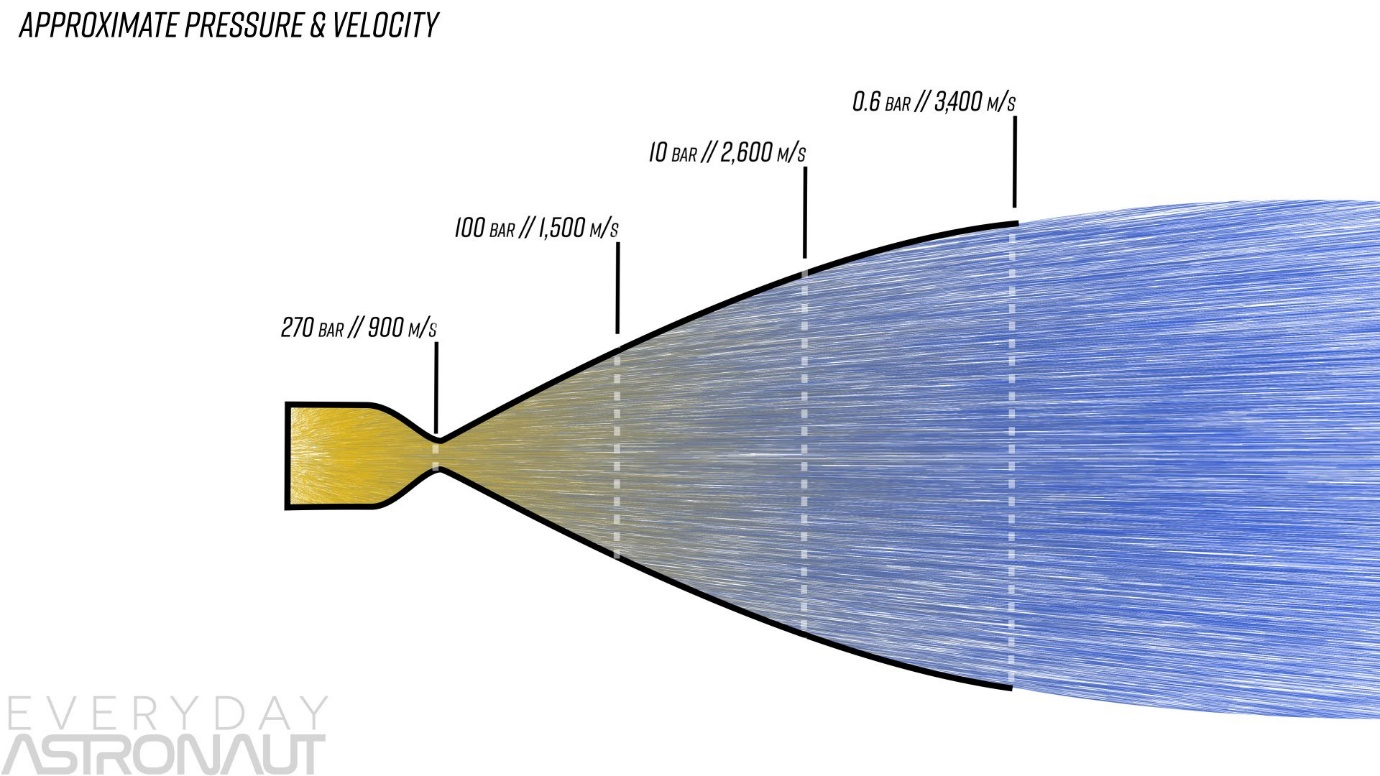 APPROXIMATE PRESSURE & VELOCITY
0.6 BAR // 3,400 M/S
10 BAR // 2,600 M/S
100 BAR // 1,500 M/S
270 BAR // 900 M/S
EVERYDAY
ASTRONAUT